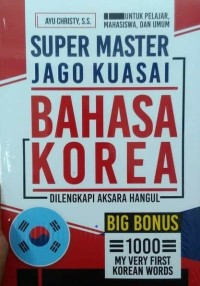 AYU CHRISTY, S.S.
UNTUK PELAJAR,
MAHASISWA, DAN UMUM
SUPER MASTER
JAGO KUASAI
BAHASA
KOREA
DILENGKAPI AKSARA HANGUL
BIG BONUS
1000
MY VERY FIRST
KOREAN WORDS